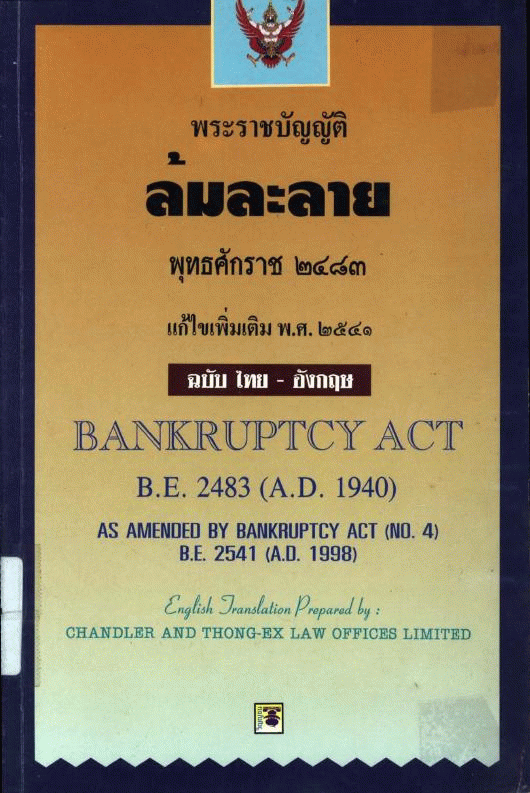 พระราชบัญญัติ
ล้มละลาย
พุทธศักราช ๒๔๘๓
แก้ไขเพิ่มเติม พ.ศ. ๒๕๔๑
ฉบับ ไทย - อังกฤษ
BANKRUPTCY ACT
B.E. 2483 (A.D. 1940)
AS AMENDED BY BANKRUPTCY ACT (NO. 4)
B.E. 2541 (A.D. 1998)
English Translation Prepared by :
CHANDLER AND THONG-EX LAW OFFICES LIMITED